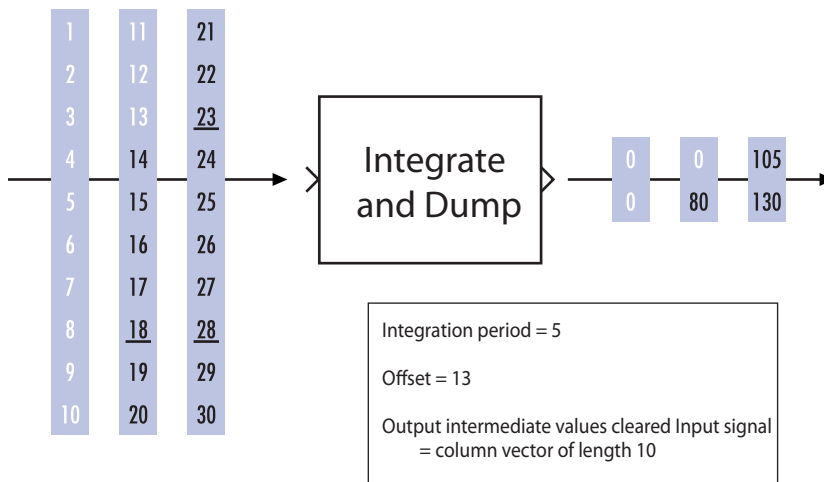 1 11 21
2 12 22
3 13 23
4 14 24
5 15 25
6 16 26
7 17 27
8 18 28
9 19 29
10 20 30
Integrate
and Dump
0 0 105
0 80 130
Integration period = 5
Offset = 13
Output intermediate values cleared Input signal
= column vector of length 10